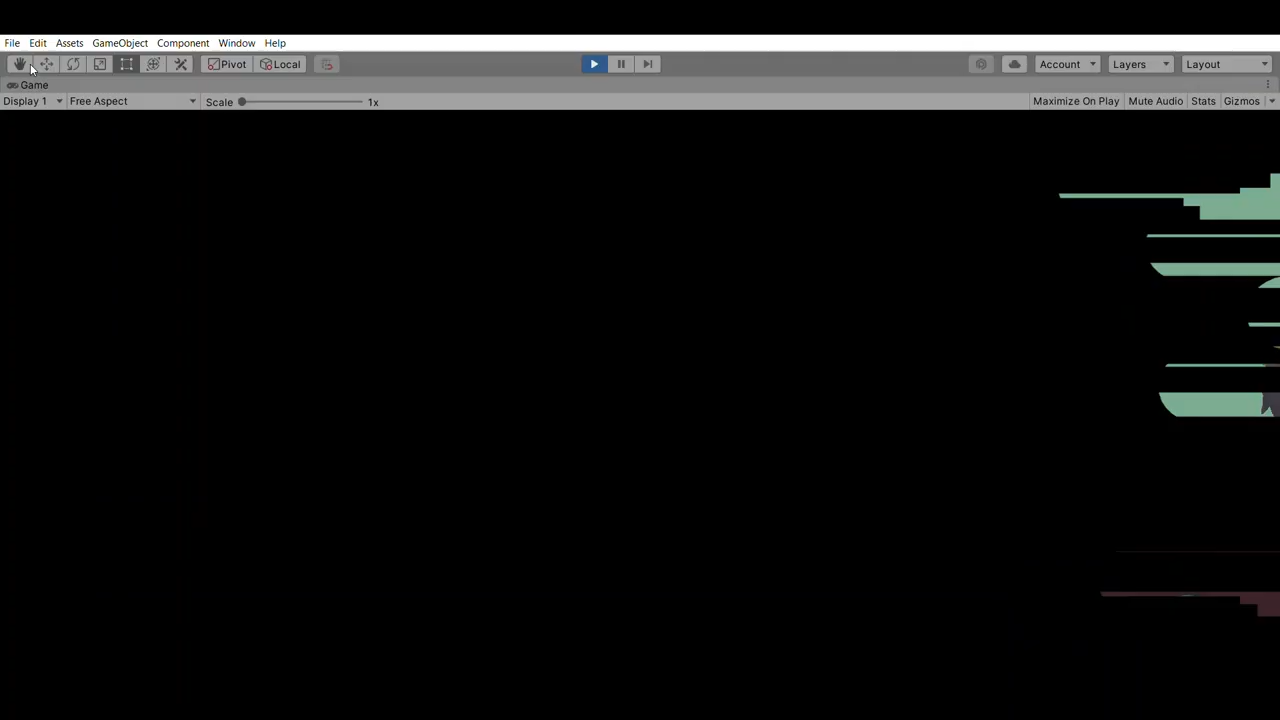 File Edit Assets GameObject Component Window Help
Pivot Local Account Layers Layout
Game
Display 1 Free Aspect Scale 1x Maximize On Play Mute Audio Stats Gizmos